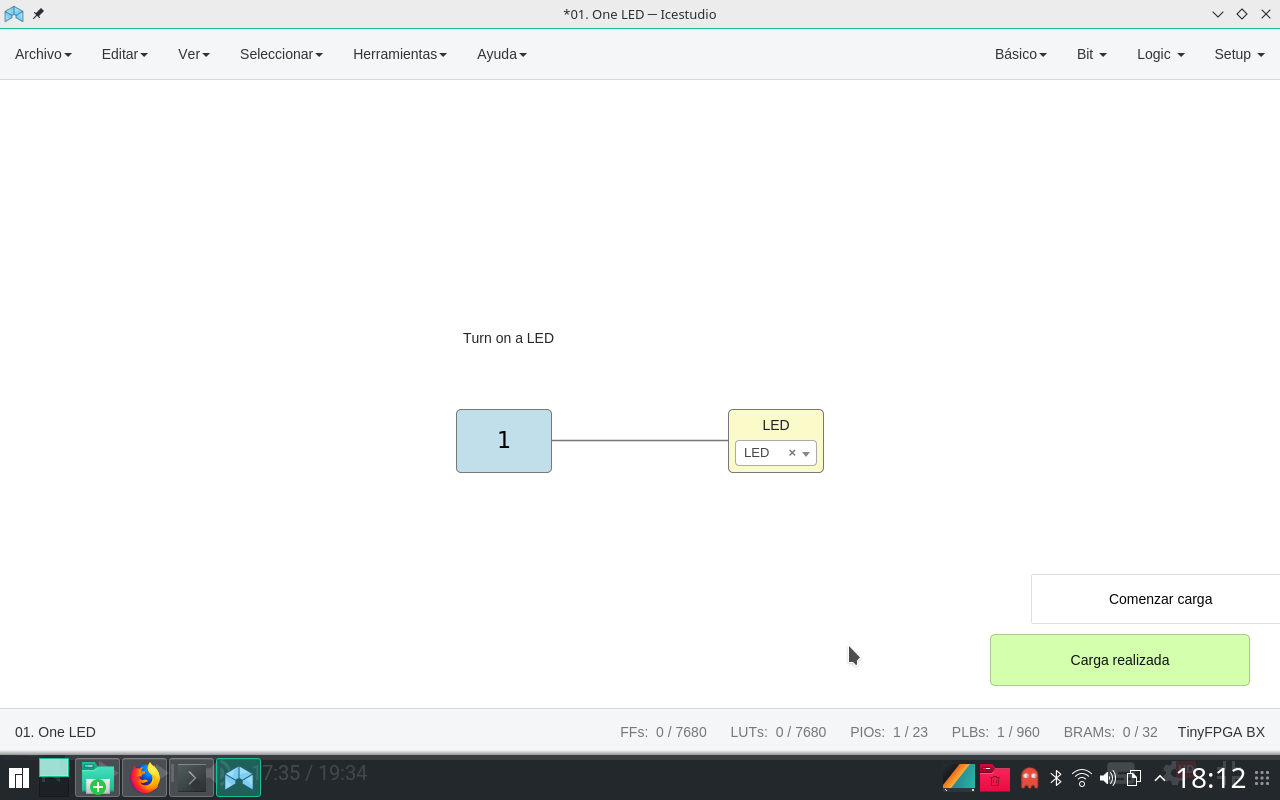 *01. One LED — Icestudio
Archivo Editar Ver Seleccionar Herramientas Ayuda Básico Bit Logic Setup
Turn on a LED
1
LED
LED ×
Comenzar carga
Carga realizada
01. One LED FFs: 0 / 7680 LUTs: 0 / 7680 PIOs: 1 / 23 PLBs: 1 / 960 BRAMs: 0 / 32 TinyFPGA BX
17:35 / 19:34 18:12